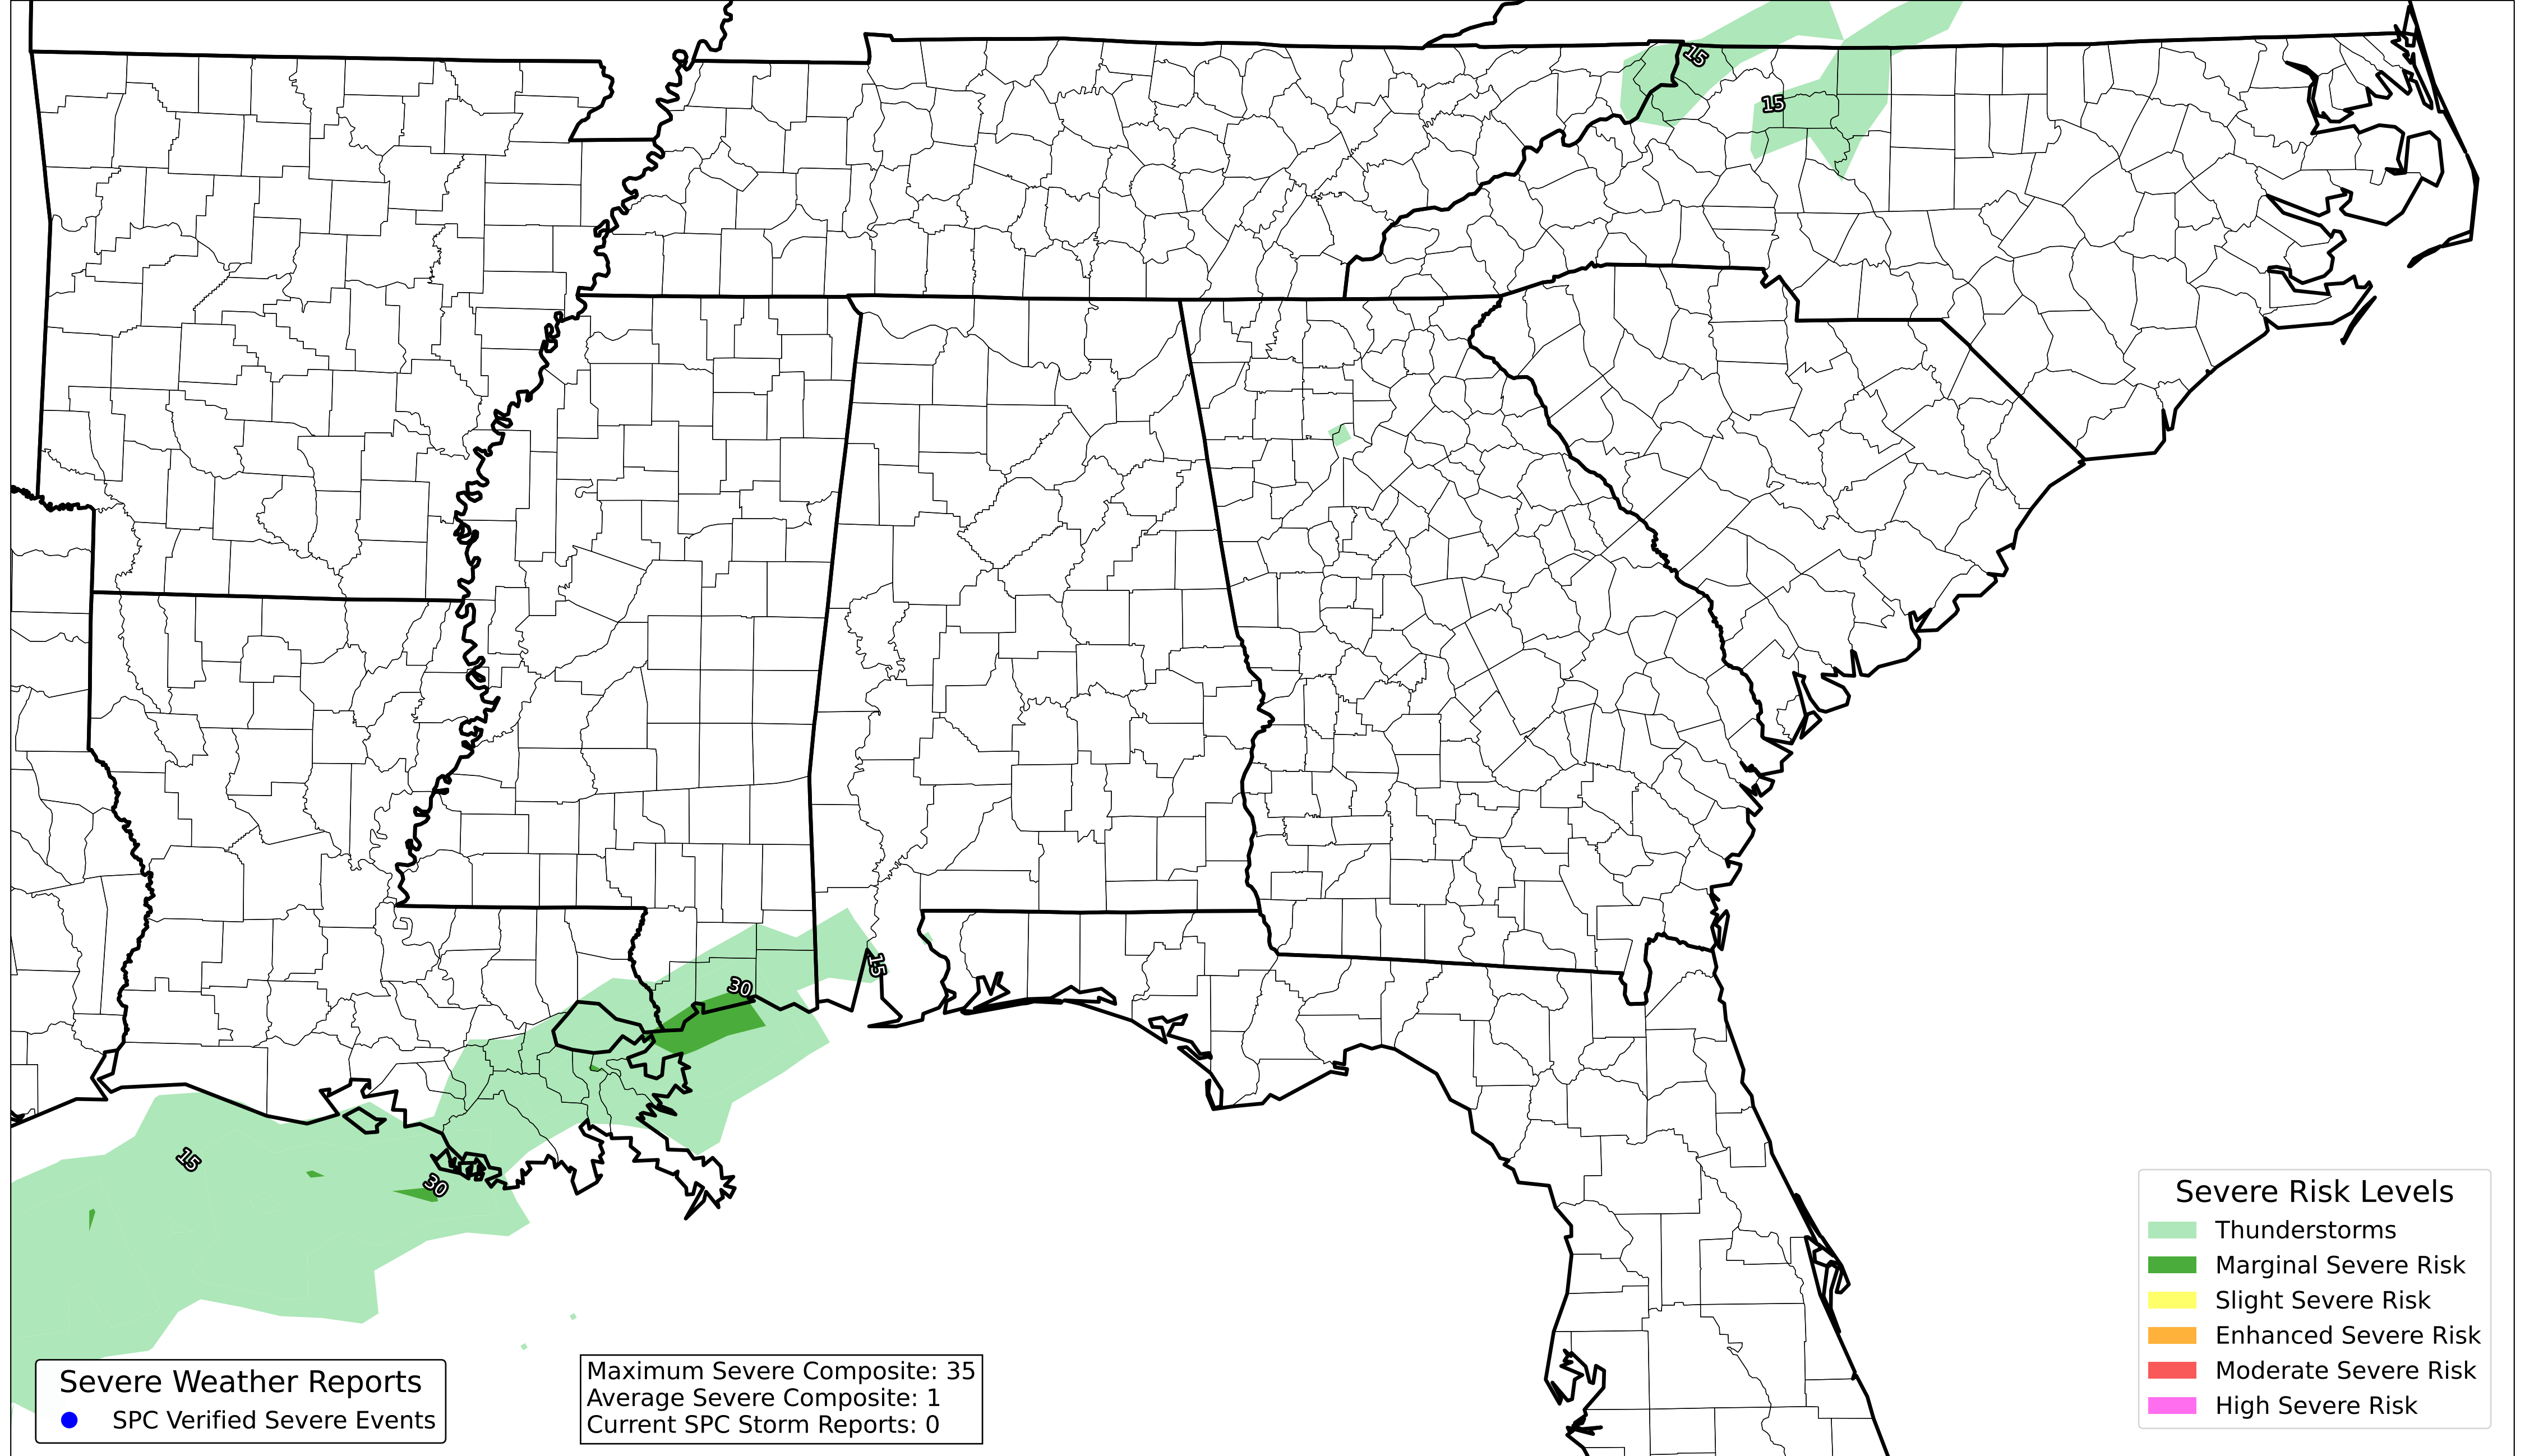 15
15
30
15
15
30
Severe Weather Reports
SPC Verified Severe Events
Maximum Severe Composite: 35
Average Severe Composite: 1
Current SPC Storm Reports: 0
Severe Risk Levels
Thunderstorms
Marginal Severe Risk
Slight Severe Risk
Enhanced Severe Risk
Moderate Severe Risk
High Severe Risk